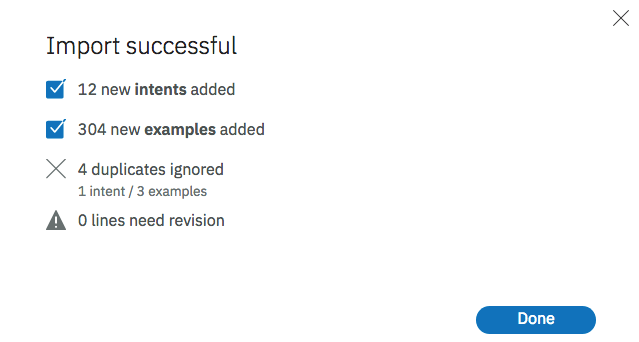 Import successful
12 new intents added
304 new examples added
4 duplicates ignored
1 intent / 3 examples
0 lines need revision
Done